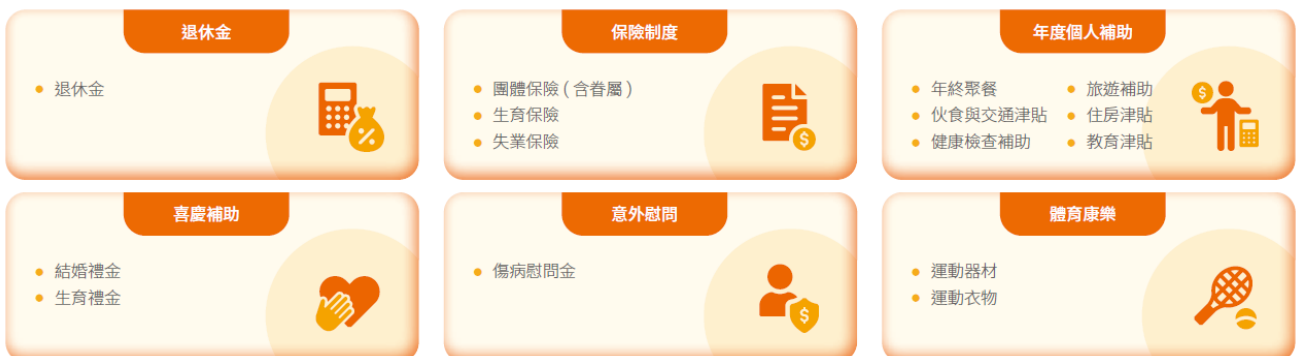 退休金
退休金
保險制度
團體保險 ( 含眷屬 )
生育保險
失業保險
年度個人補助
年終聚餐
伙食與交通津貼
健康檢查補助
旅遊補助
住房津貼
教育津貼
喜慶補助
結婚禮金
生育禮金
意外慰問
傷病慰問金
體育康樂
運動器材
運動衣物